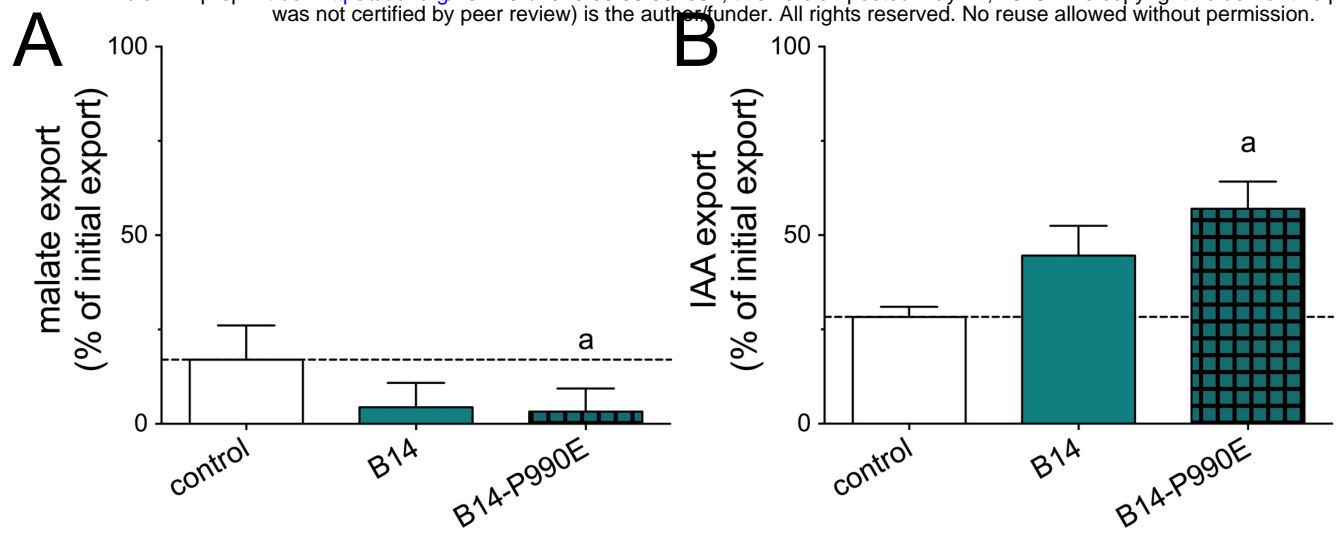 was not certified by peer review) is the author/funder. All rights reserved. No reuse allowed without permission.
A
malate export
(% of initial export)
100
50
0
a
control
B14
B14-P990E
B
IAA export
(% of initial export)
100
50
0
a
control
B14
B14-P990E